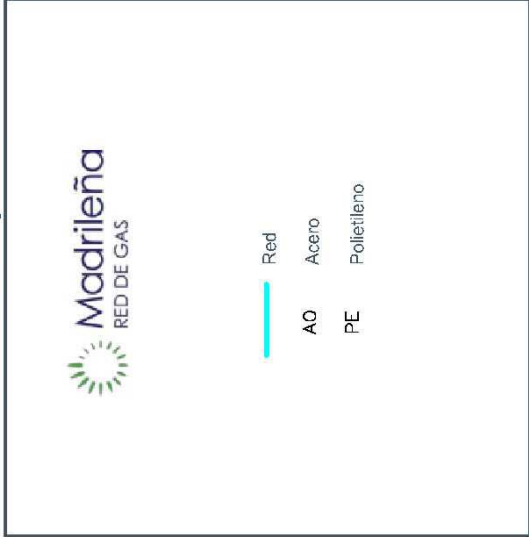 Madrileña
RED DE GAS
Red
AO Acero
PE Polietileno